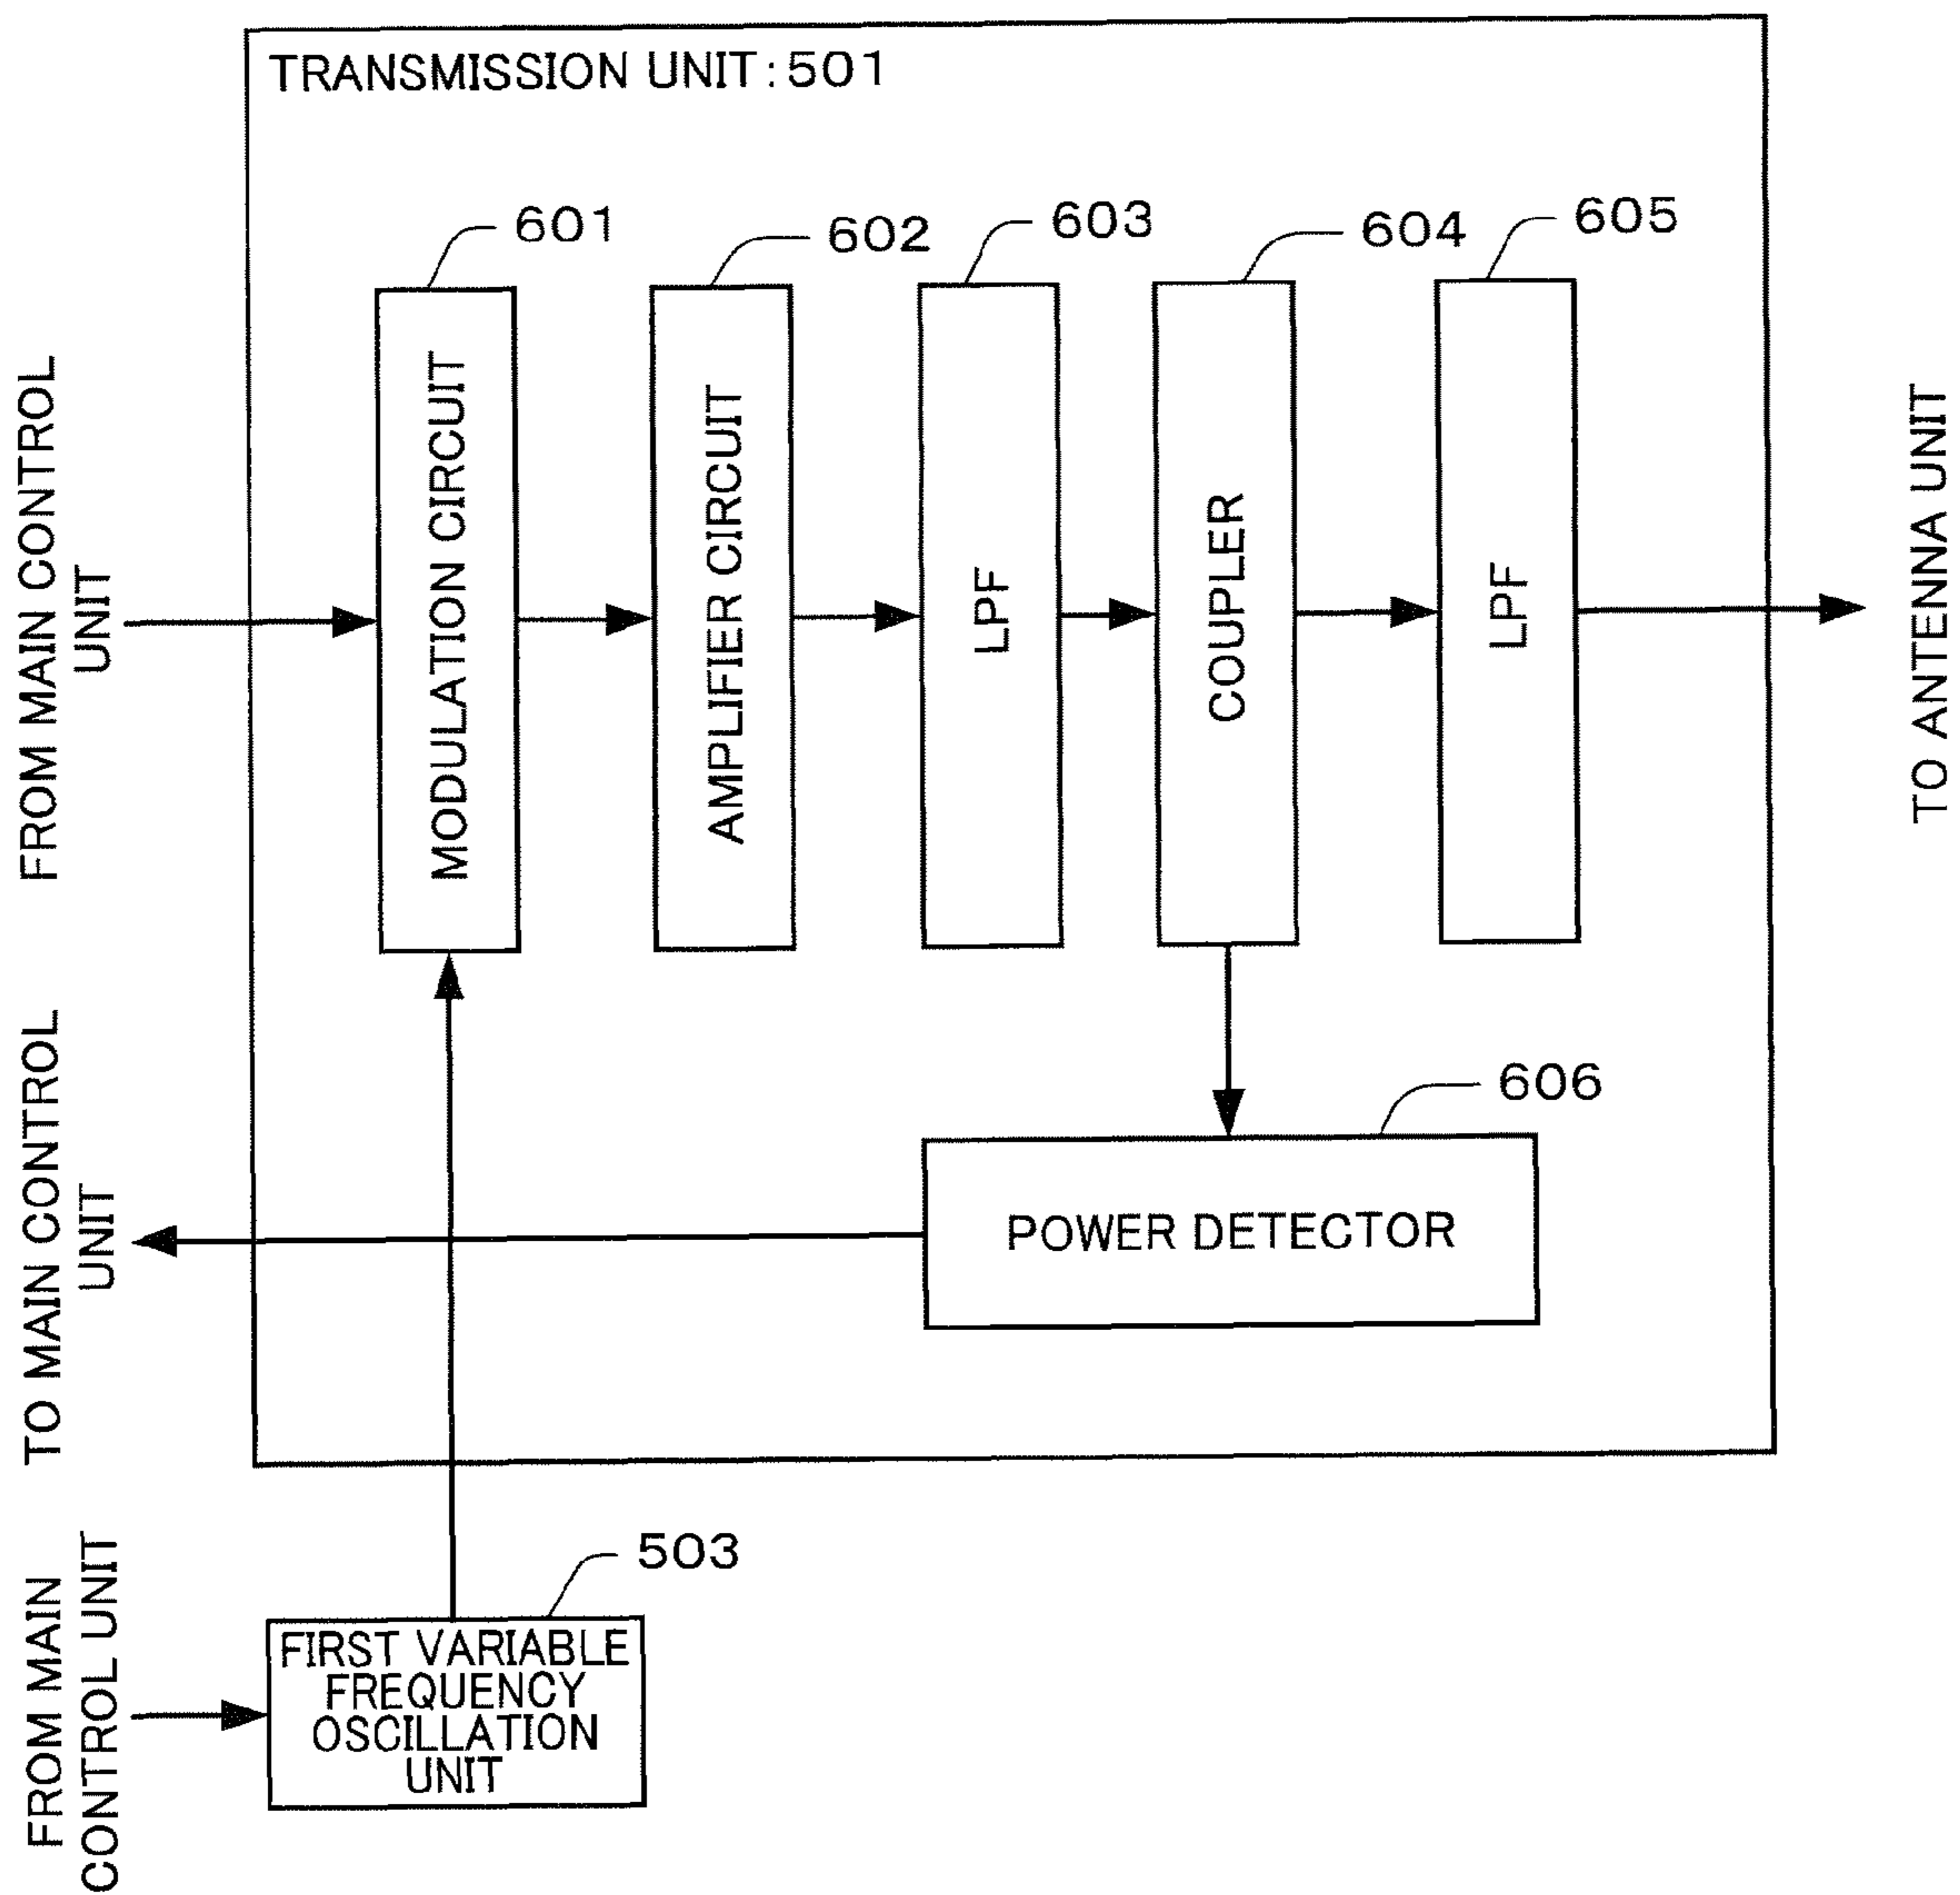 TRANSMISSION UNIT:501
601
602
603
604
605
FROM MAIN CONTROL
UNIT
MODULATION CIRCUIT
AMPLIFIER CIRCUIT
LPF
COUPLER
LPF
TO ANTENNA UNIT
606
POWER DETECTOR
TO MAIN CONTROL
UNIT
503
FROM MAIN
CONTROL UNIT
FIRST VARIABLE
FREQUENCY
OSCILLATION
UNIT